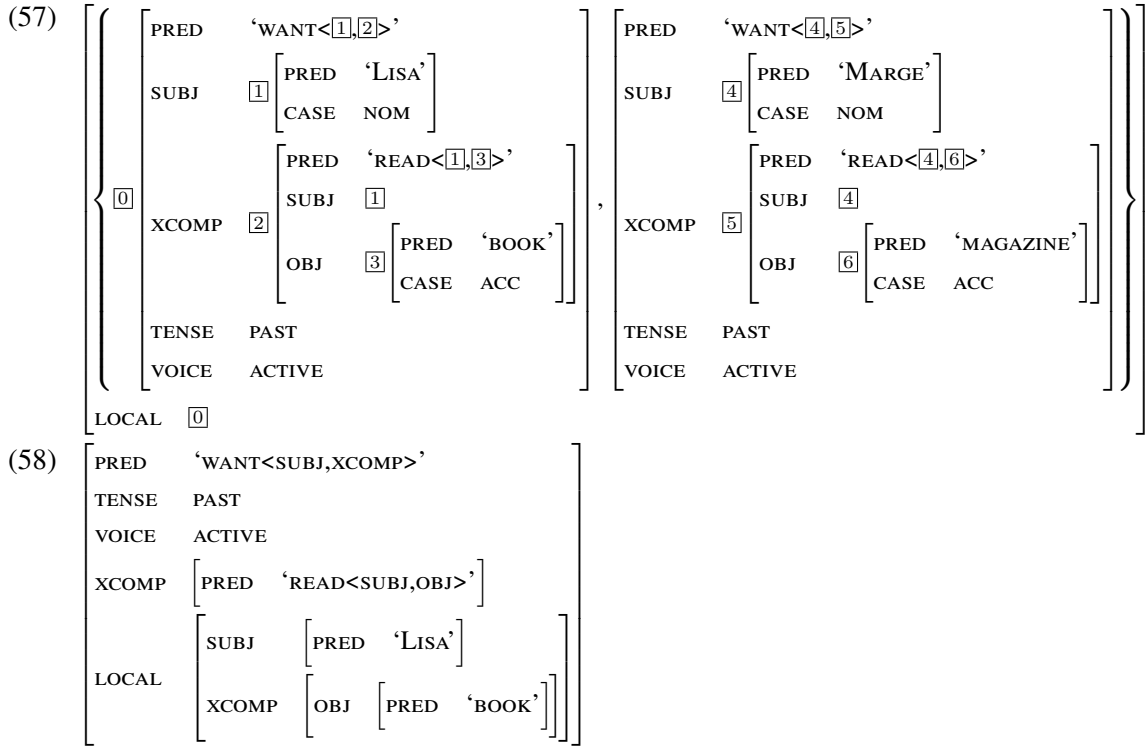 (57) PRED ‘WANT<1,2>’ PRED ‘WANT<4,5>’
SUBJ 1 PRED ‘LISA’ SUBJ 4 PRED ‘MARGE’
CASE NOM CASE NOM
PRED ‘READ<1,3>’ PRED ‘READ<4,6>’
0 SUBJ 1 , SUBJ 4
XCOMP 2 XCOMP 5
OBJ 3 PRED ‘BOOK’ OBJ 6 PRED ‘MAGAZINE’
CASE ACC CASE ACC
TENSE PAST TENSE PAST
VOICE ACTIVE VOICE ACTIVE
LOCAL 0
(58) PRED ‘WANT<SUBJ,XCOMP>’
TENSE PAST
VOICE ACTIVE
XCOMP PRED ‘READ<SUBJ,OBJ>’
SUBJ PRED ‘LISA’
LOCAL
XCOMP OBJ PRED ‘BOOK’